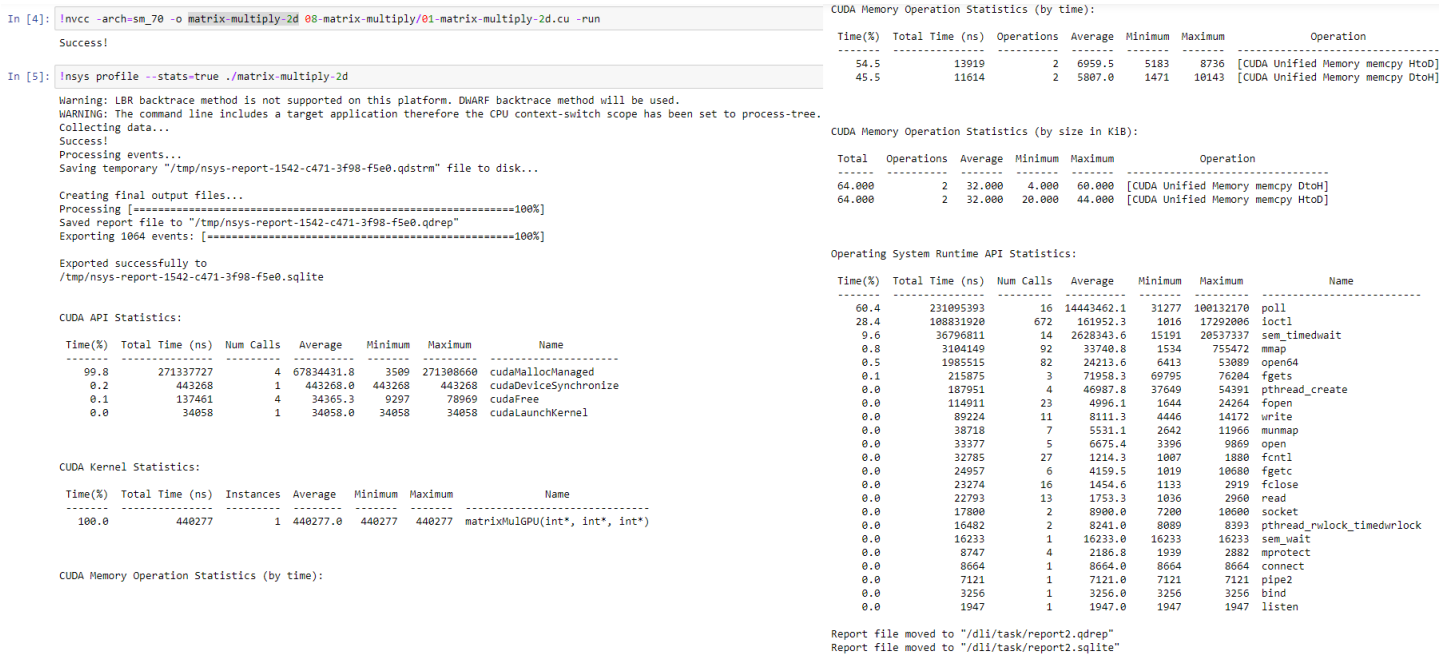 In [4]: !nvcc -arch=sm_70 -o matrix-multiply-2d 08-matrix-multiply/01-matrix-multiply-2d.cu -run
Success!
In [5]: !nsys profile --stats=true ./matrix-multiply-2d
Warning: LBR backtrace method is not supported on this platform. DWARF backtrace method will be used.
WARNING: The command line includes a target application therefore the CPU context-switch scope has been set to process-tree.
Collecting data...
Success!
Processing events...
Saving temporary "/tmp/nsys-report-1542-c471-3f98-f5e0.qdstrm" file to disk...
Creating final output files...
Processing [==============================================================100%]
Saved report file to "/tmp/nsys-report-1542-c471-3f98-f5e0.qdrep"
Exporting 1064 events: [==================================================100%]
Exported successfully to
/tmp/nsys-report-1542-c471-3f98-f5e0.sqlite
CUDA API Statistics:
Time(%) Total Time (ns) Num Calls Average Minimum Maximum Name
------- --------------- --------- ---------- ------- --------- ---------------------
99.8 271337727 4 67834431.8 3509 271308660 cudaMallocManaged
0.2 443268 1 443268.0 443268 443268 cudaDeviceSynchronize
0.1 137461 4 34365.3 9297 78969 cudaFree
0.0 34058 1 34058.0 34058 34058 cudaLaunchKernel
CUDA Kernel Statistics:
Time(%) Total Time (ns) Instances Average Minimum Maximum Name
------- --------------- --------- -------- ------- ------- -----------------------------
100.0 440277 1 440277.0 440277 440277 matrixMulGPU(int*, int*, int*)
CUDA Memory Operation Statistics (by time):
CUDA Memory Operation Statistics (by time):
Time(%) Total Time (ns) Operations Average Minimum Maximum Operation
------- --------------- ---------- ------- ------- ------- ---------------------------------
54.5 13919 2 6959.5 5183 8736 [CUDA Unified Memory memcpy HtoD]
45.5 11614 2 5807.0 1471 10143 [CUDA Unified Memory memcpy DtoH]
CUDA Memory Operation Statistics (by size in KiB):
Total Operations Average Minimum Maximum Operation
------ ---------- ------- ------- ------- ---------------------------------
64.000 2 32.000 4.000 60.000 [CUDA Unified Memory memcpy DtoH]
64.000 2 32.000 20.000 44.000 [CUDA Unified Memory memcpy HtoD]
Operating System Runtime API Statistics:
Time(%) Total Time (ns) Num Calls Average Minimum Maximum Name
------- --------------- --------- ---------- ------- --------- --------------------------
60.4 231095393 16 14443462.1 31277 100132170 poll
28.4 108831920 672 161952.3 1016 17292006 ioctl
9.6 36796811 14 2628343.6 15191 20537337 sem_timedwait
0.8 3104149 92 33740.8 1534 755472 mmap
0.5 1985515 82 24213.6 6413 53089 open64
0.1 215875 3 71958.3 69795 76204 fgets
0.0 187951 4 46987.8 37649 54391 pthread_create
0.0 114911 23 4996.1 1644 24264 fopen
0.0 89224 11 8111.3 4446 14172 write
0.0 38718 7 5531.1 2642 11966 munmap
0.0 33377 5 6675.4 3396 9869 open
0.0 32785 27 1214.3 1007 1880 fcntl
0.0 24957 6 4159.5 1019 10680 fgetc
0.0 23274 16 1454.6 1133 2919 fclose
0.0 22793 13 1753.3 1036 2960 read
0.0 17800 2 8900.0 7200 10600 socket
0.0 16482 2 8241.0 8089 8393 pthread_rwlock_timedwrlock
0.0 16233 1 16233.0 16233 16233 sem_wait
0.0 8747 4 2186.8 1939 2882 mprotect
0.0 8664 1 8664.0 8664 8664 connect
0.0 7121 1 7121.0 7121 7121 pipe2
0.0 3256 1 3256.0 3256 3256 bind
0.0 1947 1 1947.0 1947 1947 listen
Report file moved to "/dli/task/report2.qdrep"
Report file moved to "/dli/task/report2.sqlite"